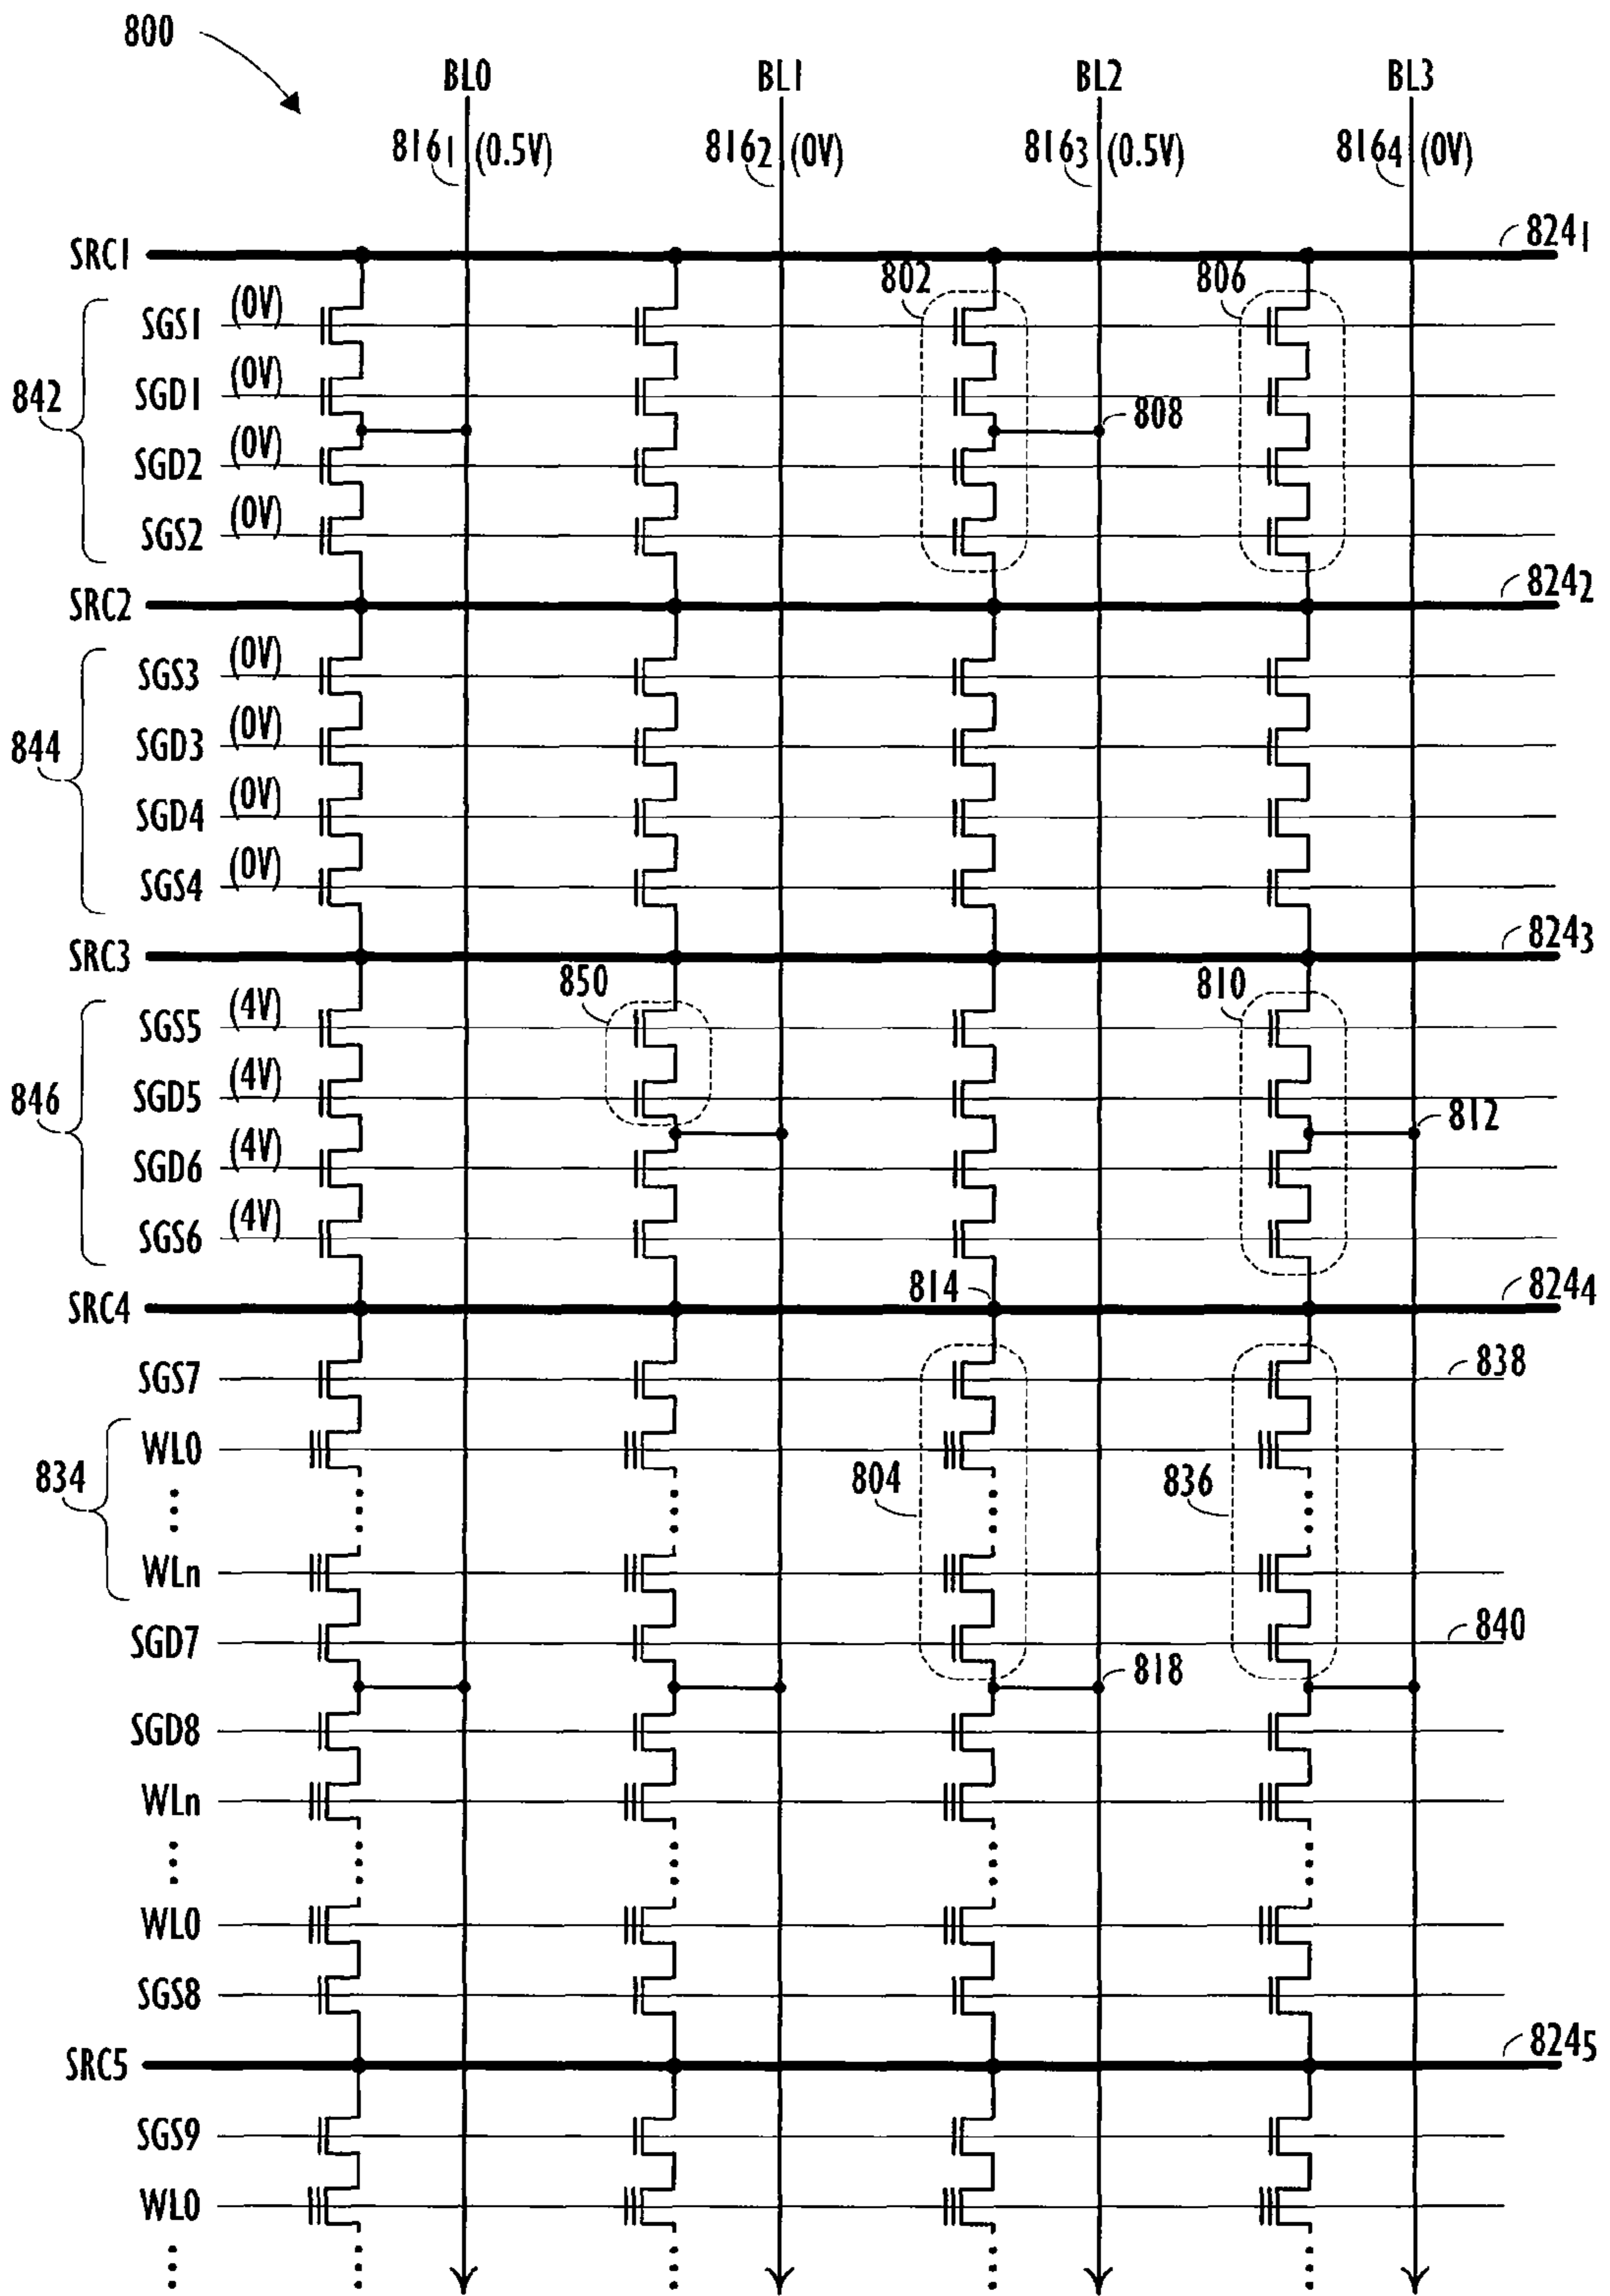 800
BL0 BL1 BL2 BL3
816₁ (0.5V) 816₂ (0V) 816₃ (0.5V) 816₄ (0V)
SRC1 824₁
802 806
SGS1 (0V)
842 SGD1 (0V)
808
SGD2 (0V)
SGS2 (0V)
SRC2 824₂
SGS3 (0V)
844 SGD3 (0V)
SGD4 (0V)
SGS4 (0V)
SRC3 824₃
850 810
SGS5 (4V)
846 SGD5 (4V)
812
SGD6 (4V)
SGS6 (4V)
814
SRC4 824₄
SGS7 838
WL0
834 804 836
WLn
SGD7 840
818
SGD8
WLn
WL0
SGS8
SRC5 824₅
SGS9
WL0